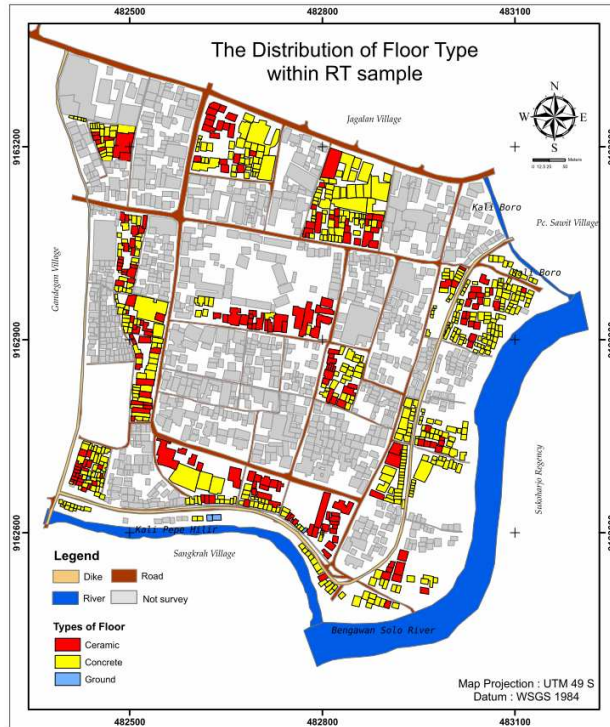 482500 482800 483100
The Distribution of Floor Type
within RT sample
N
W E
S
Meters
Jagalan Village
9163200
Kali Boro
Pc. Sawit Village
Kali Boro
Gandegan Village
9162900
Sukoharjo Regency
9162600
Kali Pepe Hilir
Sangkrah Village
Legend
Dike Road
River Not survey
Types of Floor
Ceramic
Concrete
Ground
Bengawan Solo River
Map Projection : UTM 49 S
Datum : WSGS 1984
482500 482800 483100